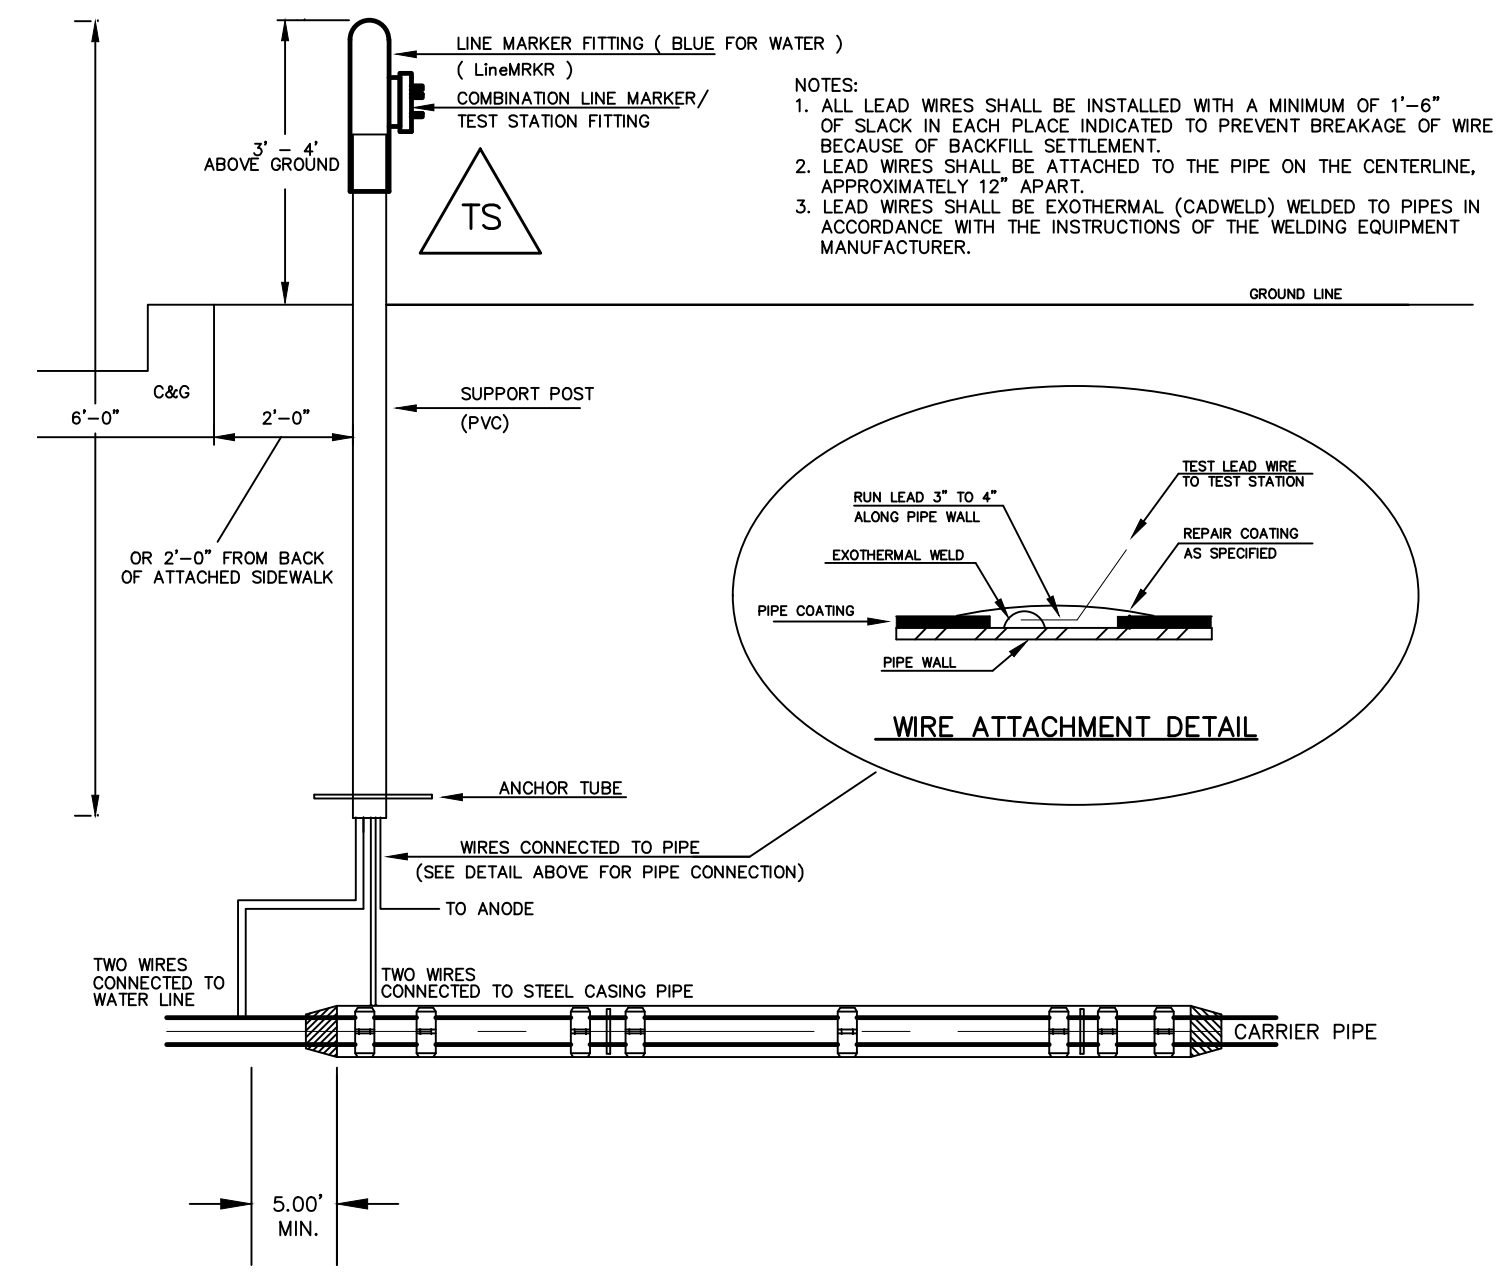 LINE MARKER FITTING ( BLUE FOR WATER )
( LineMRKR )
COMBINATION LINE MARKER/
TEST STATION FITTING
3' – 4'
ABOVE GROUND
TS
NOTES:
1. ALL LEAD WIRES SHALL BE INSTALLED WITH A MINIMUM OF 1'–6"
OF SLACK IN EACH PLACE INDICATED TO PREVENT BREAKAGE OF WIRE
BECAUSE OF BACKFILL SETTLEMENT.
2. LEAD WIRES SHALL BE ATTACHED TO THE PIPE ON THE CENTERLINE,
APPROXIMATELY 12" APART.
3. LEAD WIRES SHALL BE EXOTHERMAL (CADWELD) WELDED TO PIPES IN
ACCORDANCE WITH THE INSTRUCTIONS OF THE WELDING EQUIPMENT
MANUFACTURER.
GROUND LINE
C&G
6'–0"
2'–0"
SUPPORT POST
(PVC)
OR 2'–0" FROM BACK
OF ATTACHED SIDEWALK
TEST LEAD WIRE
TO TEST STATION
RUN LEAD 3" TO 4"
ALONG PIPE WALL
REPAIR COATING
AS SPECIFIED
EXOTHERMAL WELD
PIPE COATING
PIPE WALL
WIRE ATTACHMENT DETAIL
ANCHOR TUBE
WIRES CONNECTED TO PIPE
(SEE DETAIL ABOVE FOR PIPE CONNECTION)
TO ANODE
TWO WIRES
CONNECTED TO
WATER LINE
TWO WIRES
CONNECTED TO STEEL CASING PIPE
CARRIER PIPE
5.00'
MIN.